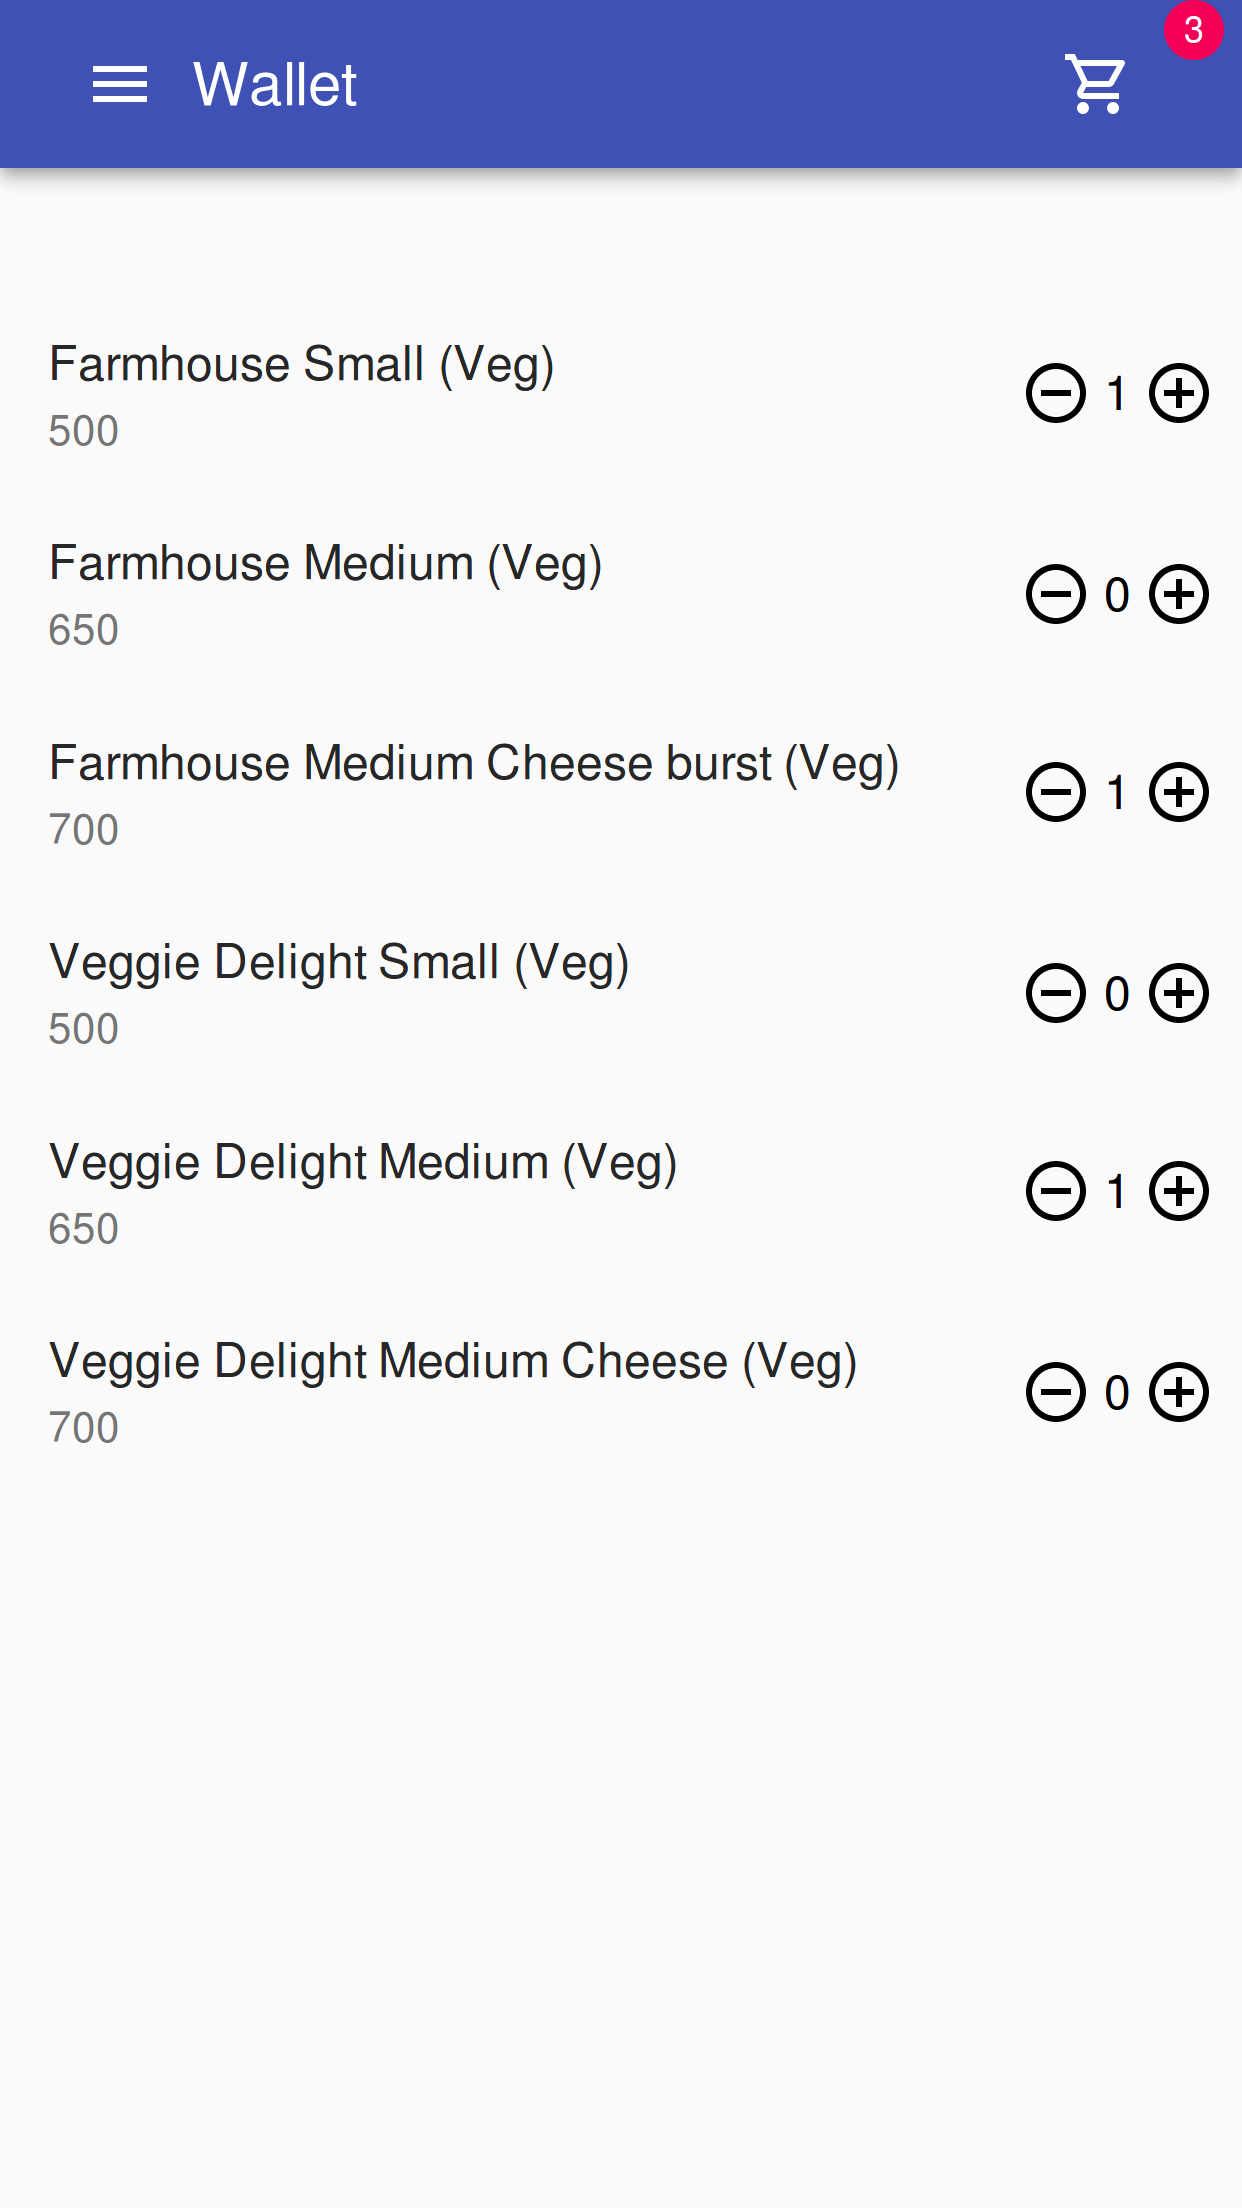 3
Wallet
Farmhouse Small (Veg)
500
1
Farmhouse Medium (Veg)
650
0
Farmhouse Medium Cheese burst (Veg)
700
1
Veggie Delight Small (Veg)
500
0
Veggie Delight Medium (Veg)
650
1
Veggie Delight Medium Cheese (Veg)
700
0